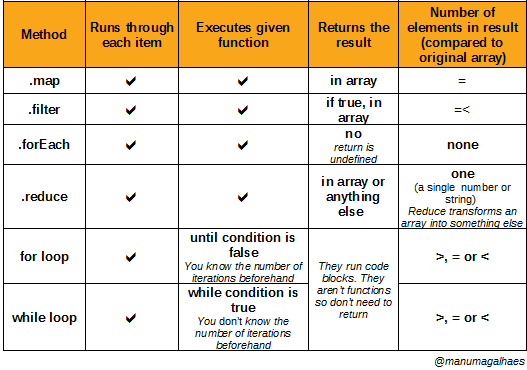 Method
Runs through
each item
Executes given
function
Returns the
result
Number of
elements in result
(compared to
original array)
.map
✔
✔
in array
=
.filter
✔
✔
if true, in
array
=<
.forEach
✔
✔
no
return is
undefined
none
.reduce
✔
✔
in array or
anything
else
one
(a single number or
string)
Reduce transforms an
array into something else
for loop
✔
until condition is
false
You know the number of
iterations beforehand
They run code
blocks. They
aren't functions
so don't need to
return
>, = or <
while loop
✔
while condition is
true
You don't know the
number of iterations
beforehand
>, = or <
@manumagalhaes